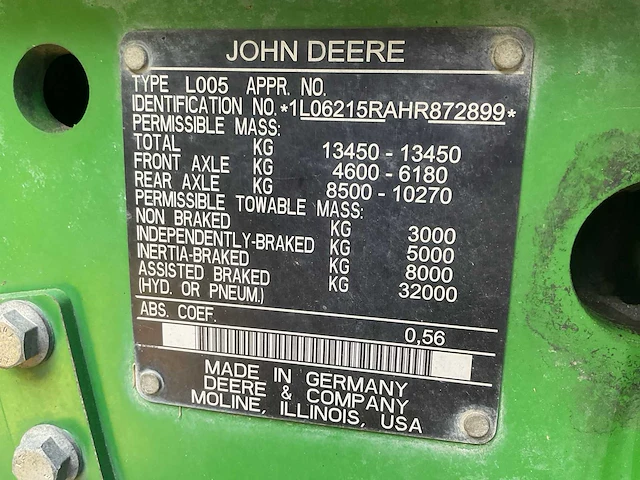 JOHN DEERE
TYPE L005 APPR. NO.
IDENTIFICATION NO. *1L06215RAHR872899*
PERMISSIBLE MASS:
TOTAL KG 13450 - 13450
FRONT AXLE KG 4600 - 6180
REAR AXLE KG 8500 - 10270
PERMISSIBLE TOWABLE MASS:
NON BRAKED KG 3000
INDEPENDENTLY-BRAKED KG 5000
INERTIA-BRAKED KG 8000
ASSISTED BRAKED KG 32000
(HYD. OR PNEUM.)
ABS. COEF. 0,56
MADE IN GERMANY
DEERE & COMPANY
MOLINE, ILLINOIS, USA